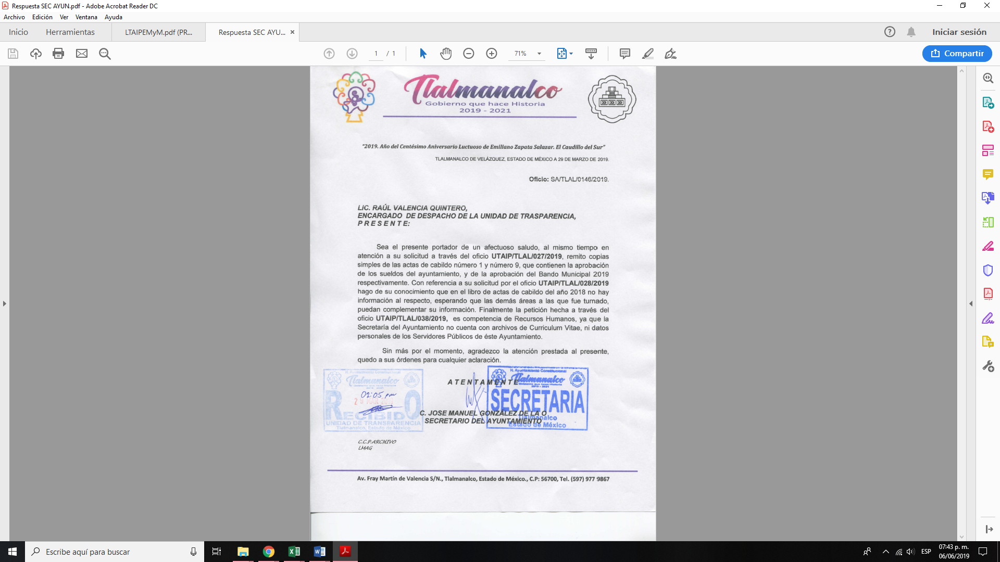 Respuesta SEC AYUN.pdf - Adobe Acrobat Reader DC
Archivo Edición Ver Ventana Ayuda
Inicio Herramientas LTAIPEMyM.pdf (PR... Respuesta SEC AYU... × Iniciar sesión
1 / 1 71% Compartir
Tlalmanalco
Gobierno que hace Historia
2019 - 2021
"2019. Año del Centésimo Aniversario Luctuoso de Emiliano Zapata Salazar. El Caudillo del Sur"
TLALMANALCO DE VELÁZQUEZ, ESTADO DE MÉXICO A 29 DE MARZO DE 2019.
Oficio: SA/TLAL/0146/2019.
LIC. RAÚL VALENCIA QUINTERO,
ENCARGADO DE DESPACHO DE LA UNIDAD DE TRASPARENCIA,
P R E S E N T E:
Sea el presente portador de un afectuoso saludo, al mismo tiempo en
atención a su solicitud a través del oficio UTAIP/TLAL/027/2019, remito copias
simples de las actas de cabildo número 1 y número 9, que contienen la aprobación
de los sueldos del ayuntamiento, y de la aprobación del Bando Municipal 2019
respectivamente. Con referencia a su solicitud por el oficio UTAIP/TLAL/028/2019
hago de su conocimiento que en el libro de actas de cabildo del año 2018 no hay
información al respecto, esperando que las demás áreas a las que fue turnado,
puedan complementar su información. Finalmente la petición hecha a través del
oficio UTAIP/TLAL/038/2019, es competencia de Recursos Humanos, ya que la
Secretaría del Ayuntamiento no cuenta con archivos de Curriculum Vitae, ni datos
personales de los Servidores Públicos de éste Ayuntamiento.
Sin más por el momento, agradezco la atención prestada al presente,
quedo a sus órdenes para cualquier aclaración.
H. Ayuntamiento Constitucional
Tlalmanalco
Gobierno que hace Historia
2019 - 2021
02:05 pm
29 MAR 2019
RECIBIDO
UNIDAD DE TRANSPARENCIA
Tlalmanalco, Estado de México
A T E N T A M E N T E
H. Ayuntamiento Constitucional
Tlalmanalco
Gobierno que hace Historia
2019 - 2021
SECRETARIA
Tlalmanalco
Estado de México
C. JOSE MANUEL GONZÁLEZ DE LA O
SECRETARIO DEL AYUNTAMIENTO
C.C.P.ARCHIVO
LMAG
Av. Fray Martín de Valencia S/N., Tlalmanalco, Estado de México., C.P: 56700, Tel. (597) 977 9867
Escribe aquí para buscar
ESP
07:43 p. m.
06/06/2019